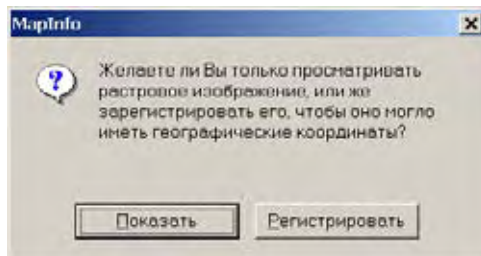 MapInfo
Желаете ли Вы только просматривать
растровое изображение, или же
зарегистрировать его, чтобы оно могло
иметь географические координаты?
Показать
Регистрировать